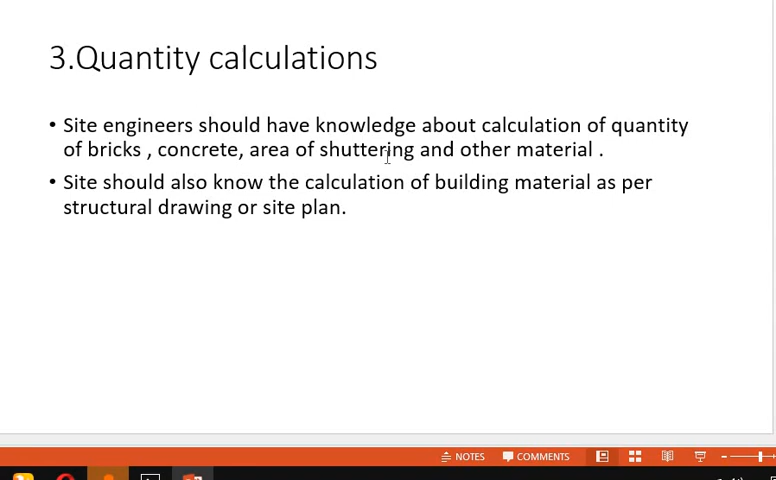 3.Quantity calculations
• Site engineers should have knowledge about calculation of quantity
of bricks , concrete, area of shuttering and other material .
• Site should also know the calculation of building material as per
structural drawing or site plan.
NOTES COMMENTS